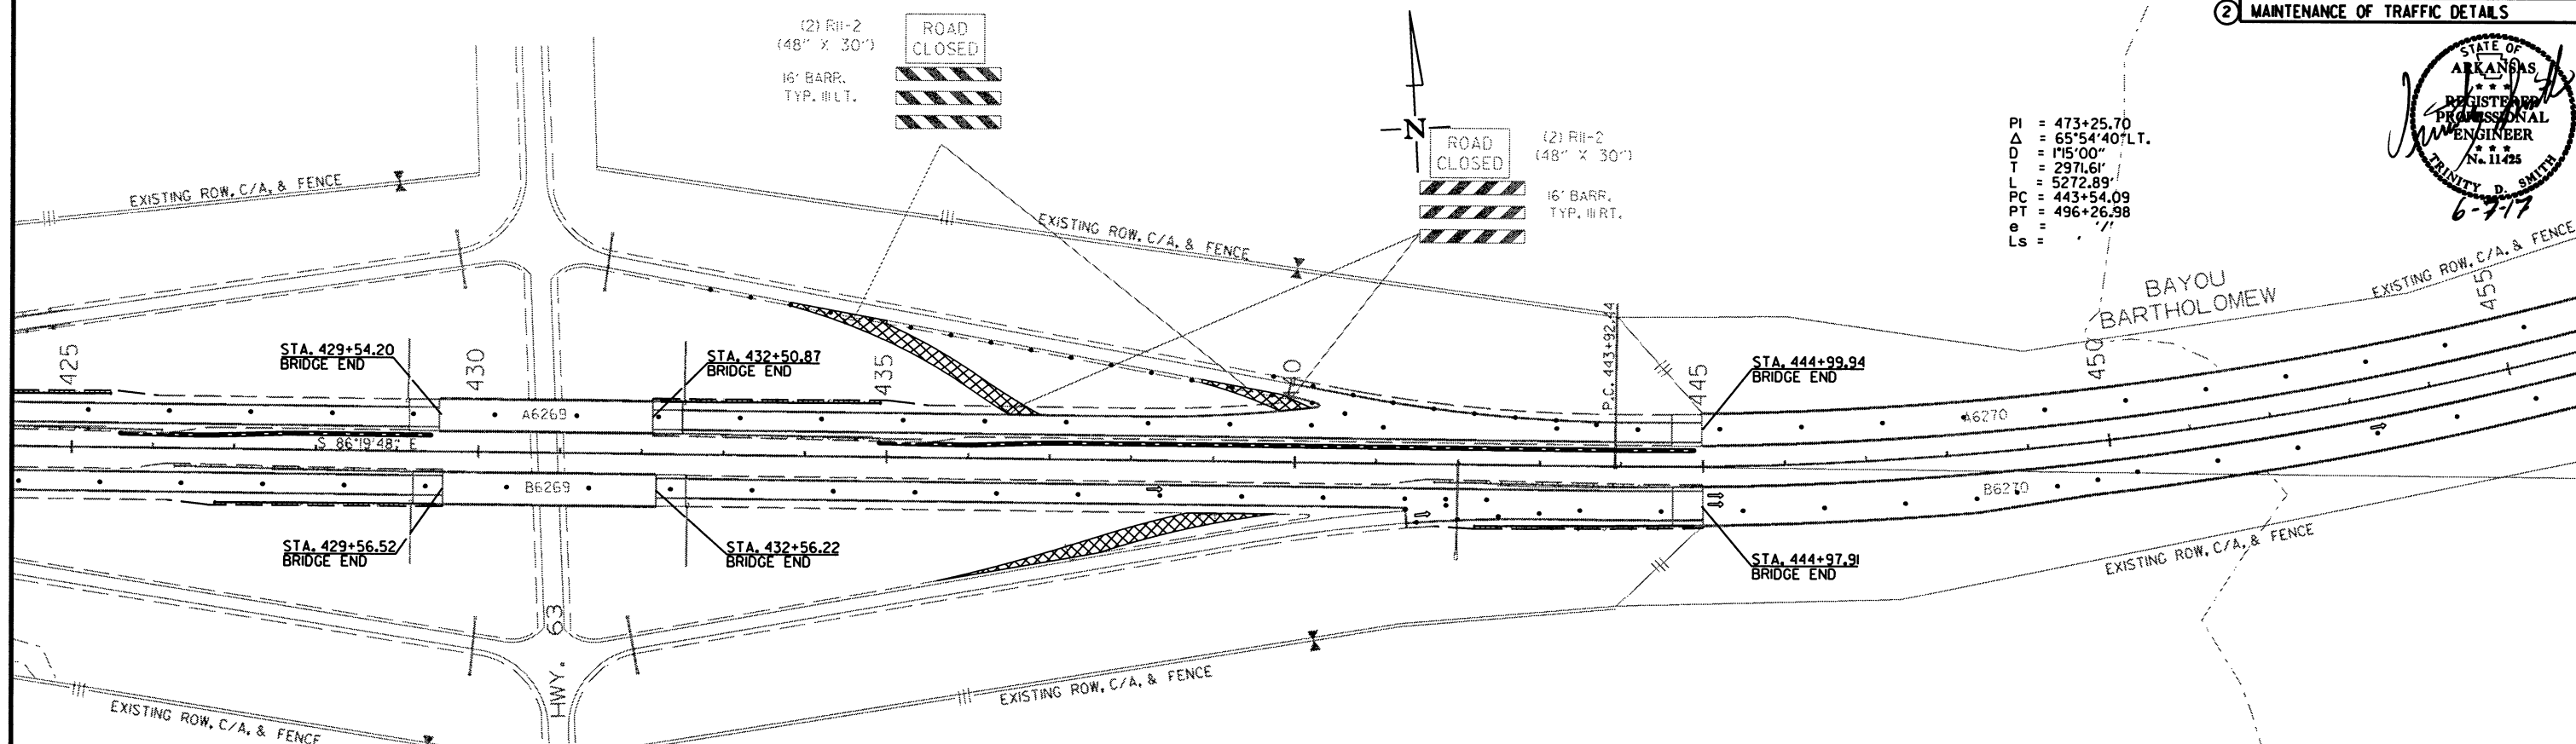 ② MAINTENANCE OF TRAFFIC DETAILS
(2) R11-2
(48" X 30")
ROAD
CLOSED
16' BARR.
TYP. III LT.
N
ROAD
CLOSED
(2) R11-2
(48" X 30")
16' BARR.
TYP. III RT.
PI = 473+25.70
Δ = 65°54'40" LT.
D = 1°15'00"
T = 2971.61'
L = 5272.89'
PC = 443+54.09
PT = 496+26.98
e = '/'
Ls = '
STATE OF
ARKANSAS
★ ★ ★
REGISTERED
PROFESSIONAL
ENGINEER
★ ★ ★
No. 11425
TRINITY D. SMITH
6-7-17
EXISTING ROW, C/A, & FENCE
EXISTING ROW, C/A, & FENCE
EXISTING ROW, C/A, & FENCE
BAYOU
BARTHOLOMEW
425
430
435
440
445
450
455
P.C. 443+92.44
STA. 429+54.20
BRIDGE END
STA. 432+50.87
BRIDGE END
STA. 444+99.94
BRIDGE END
A6269
A6270
S 86°19'48" E
B6269
B6270
STA. 429+56.52
BRIDGE END
STA. 432+56.22
BRIDGE END
STA. 444+97.91
BRIDGE END
HWY. 63
EXISTING ROW, C/A, & FENCE
EXISTING ROW, C/A, & FENCE
EXISTING ROW, C/A, & FENCE